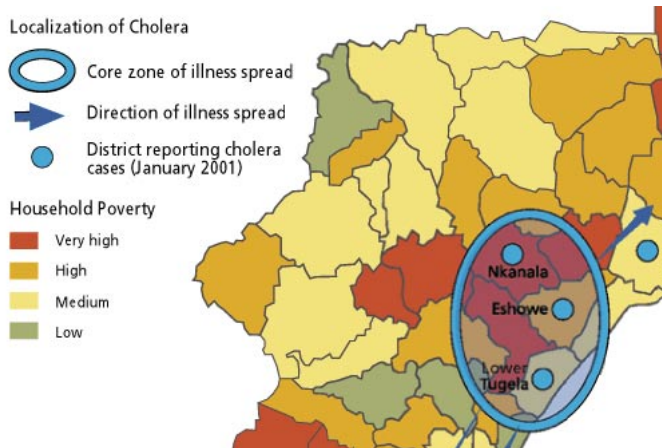 Localization of Cholera
Core zone of illness spread
Direction of illness spread
District reporting cholera
cases (January 2001)
Household Poverty
Very high
High
Medium
Low
Nkanala
Eshowe
Lower
Tugela